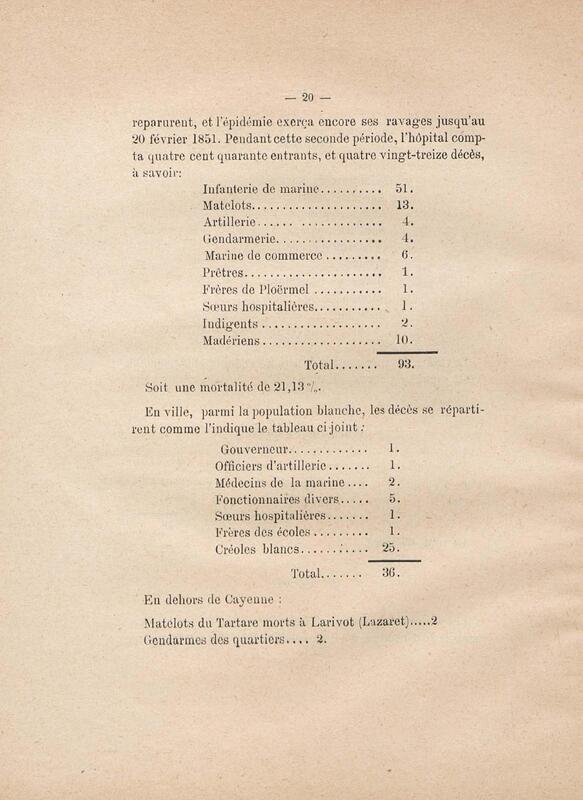 — 20 —
reparurent, et l'épidémie exerça encore ses ravages jusqu'au
20 février 1851. Pendant cette seconde période, l'hôpital comp-
ta quatre cent quarante entrants, et quatre vingt-treize décès,
à savoir:
Infanterie de marine.......... 51.
Matelots.................... 13.
Artillerie... ............. 4.
Gendarmerie................ 4.
Marine de commerce ......... 6.
Prêtres..................... 1.
Frères de Ploërmel ........... 1.
Sœurs hospitalières........... 1.
Indigents ................... 2.
Madériens ................... 10.
Total....... 93.
Soit une mortalité de 21,13 %.
En ville, parmi la population blanche, les décès se réparti-
rent comme l'indique le tableau ci-joint :
Gouverneur............ 1.
Officiers d'artillerie....... 1.
Médecins de la marine .... 2.
Fonctionnaires divers..... 5.
Sœurs hospitalières....... 1.
Frères des écoles ......... 1.
Créoles blancs........... 25.
Total....... 36.
En dehors de Cayenne :
Matelots du Tartare morts à Larivot (Lazaret).....2
Gendarmes des quartiers.... 2.